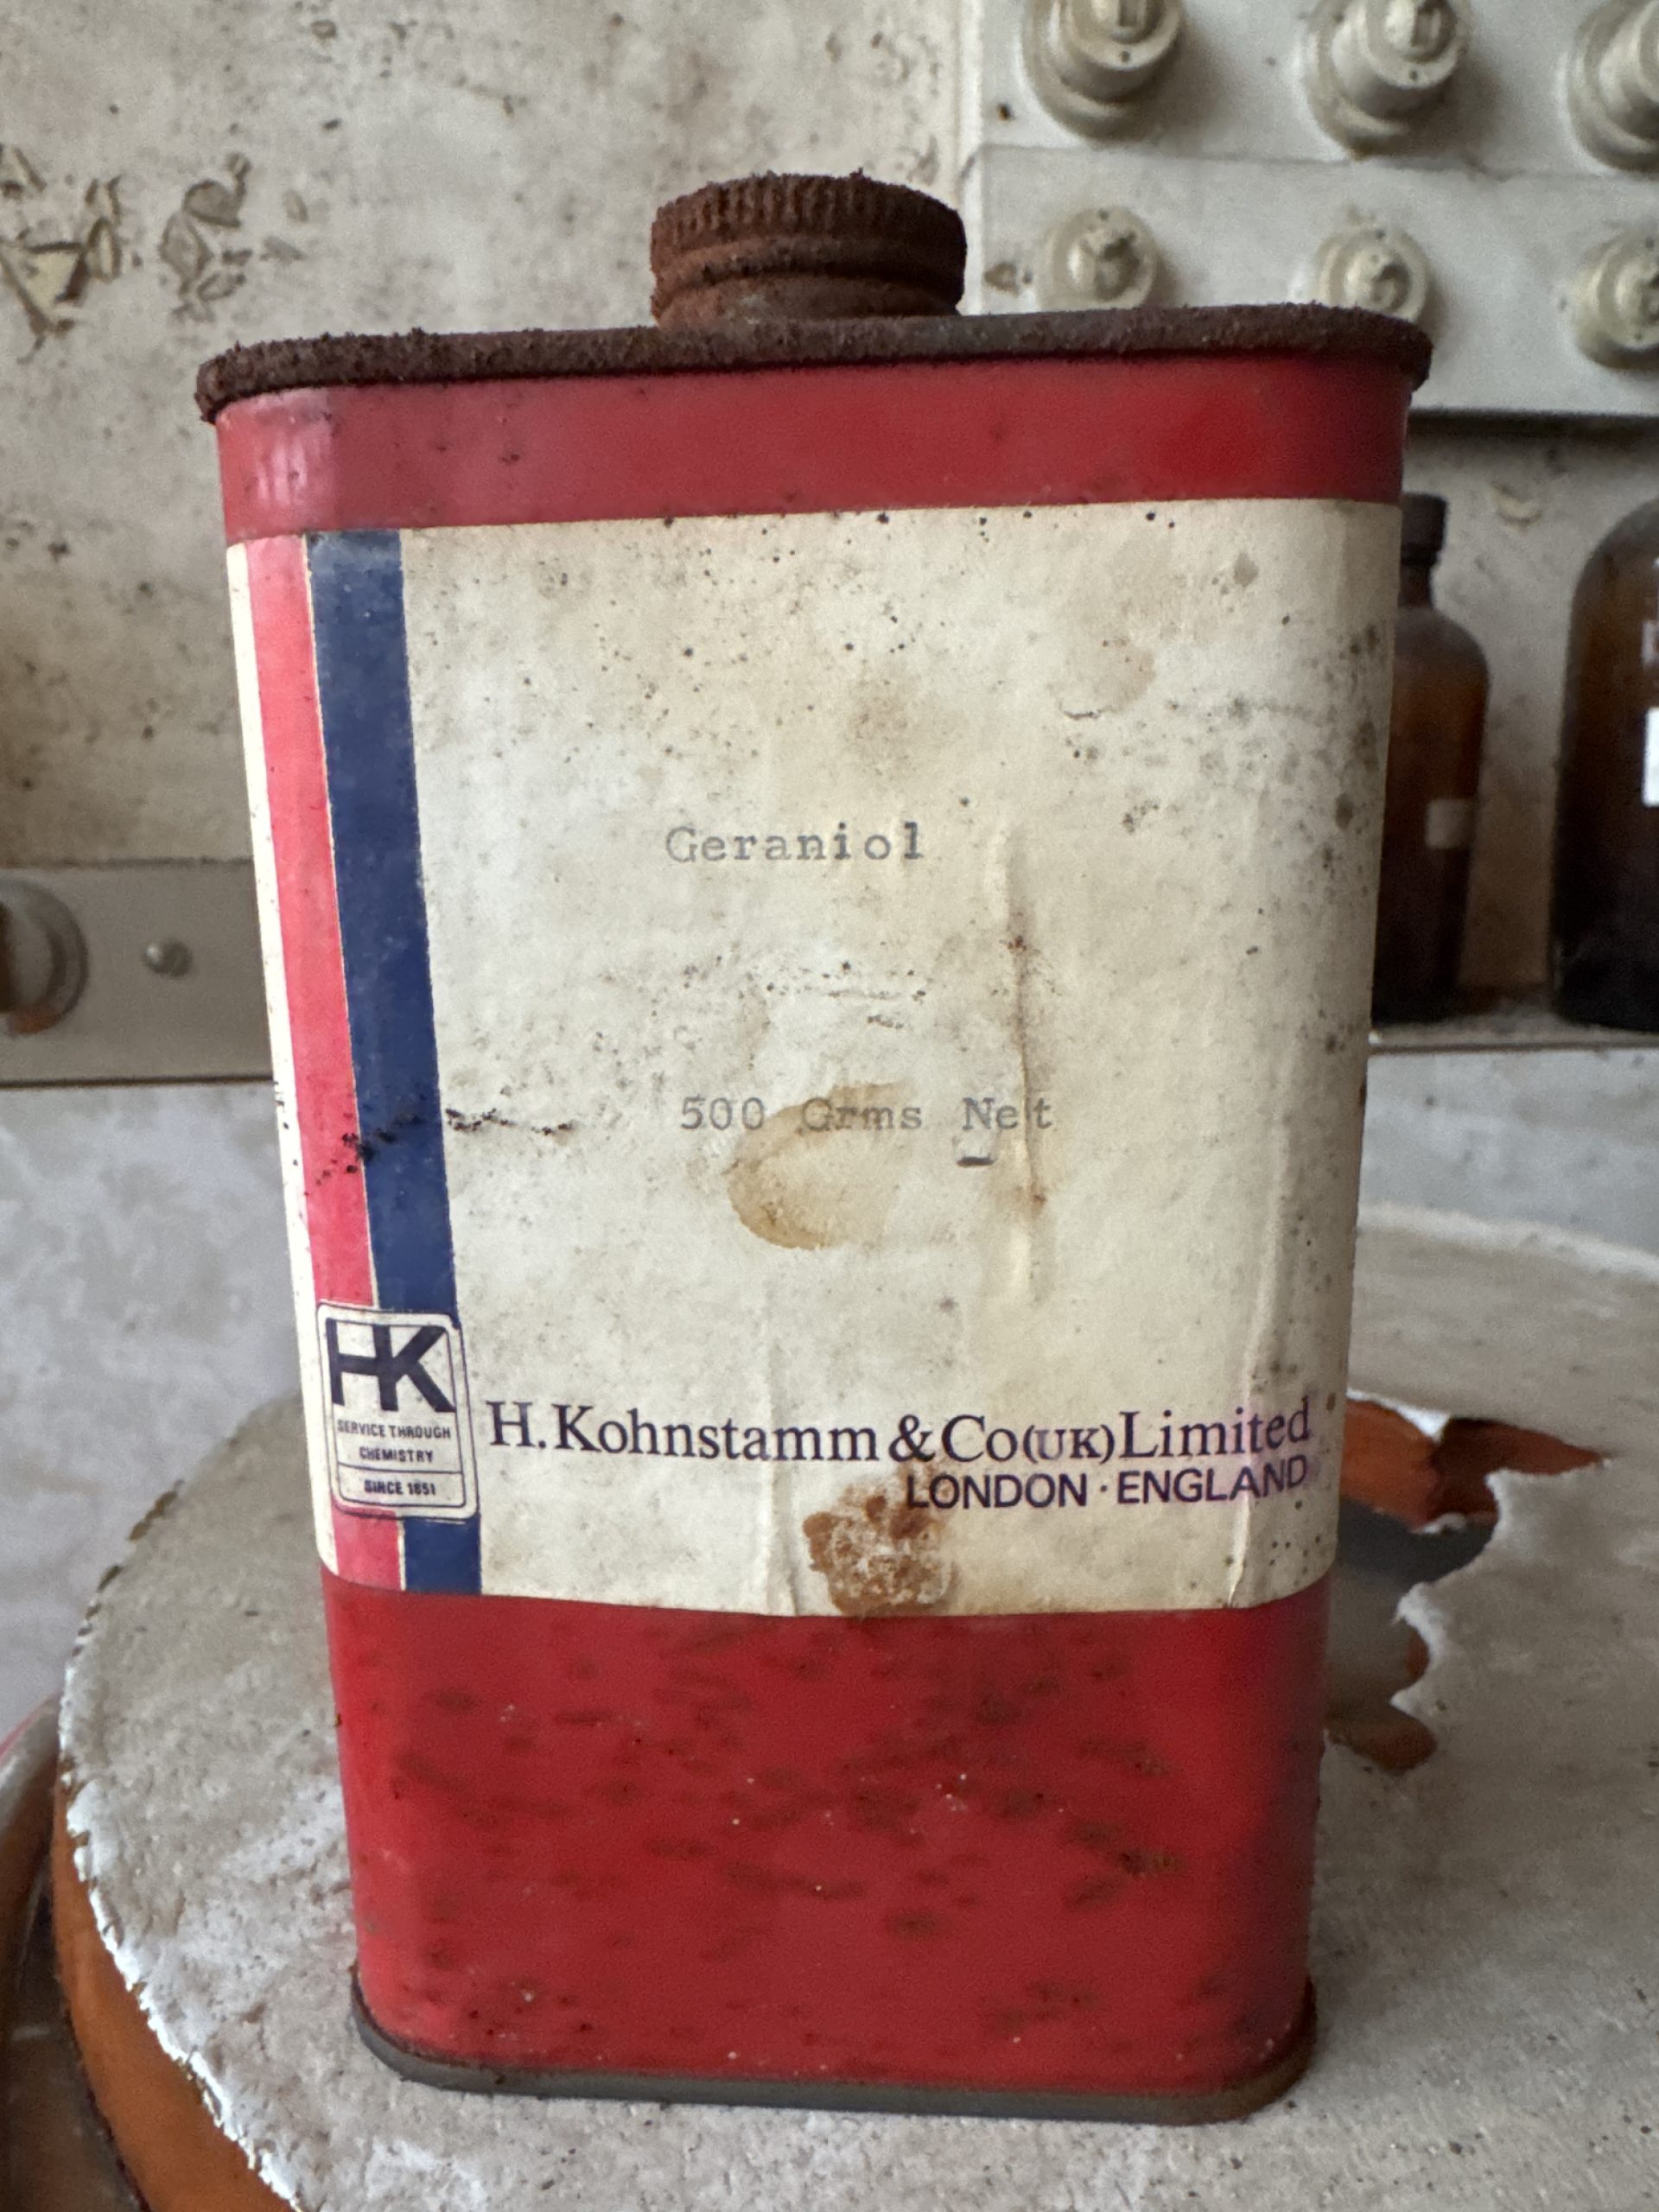 Geraniol
500 Grms Net
HK
SERVICE THROUGH
CHEMISTRY
SINCE 1851
H. Kohnstamm & Co (UK) Limited
LONDON · ENGLAND